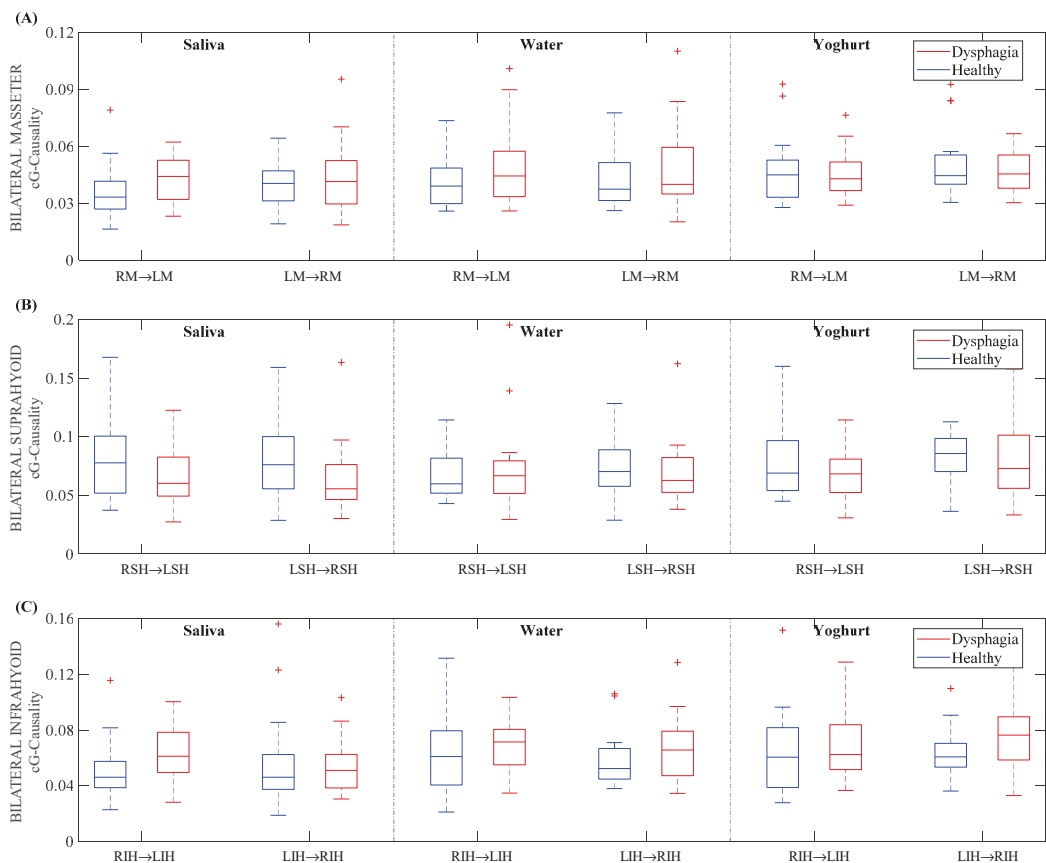 (A)
BILATERAL MASSETER
cG-Causality
0.12
0.09
0.06
0.03
0
Saliva
Water
Yoghurt
Dysphagia
Healthy
RM→LM
LM→RM
RM→LM
LM→RM
RM→LM
LM→RM
(B)
BILATERAL SUPRAHYOID
cG-Causality
0.2
0.15
0.1
0.05
0
Saliva
Water
Yoghurt
Dysphagia
Healthy
RSH→LSH
LSH→RSH
RSH→LSH
LSH→RSH
RSH→LSH
LSH→RSH
(C)
BILATERAL INFRAHYOID
cG-Causality
0.16
0.12
0.08
0.04
0
Saliva
Water
Yoghurt
Dysphagia
Healthy
RIH→LIH
LIH→RIH
RIH→LIH
LIH→RIH
RIH→LIH
LIH→RIH